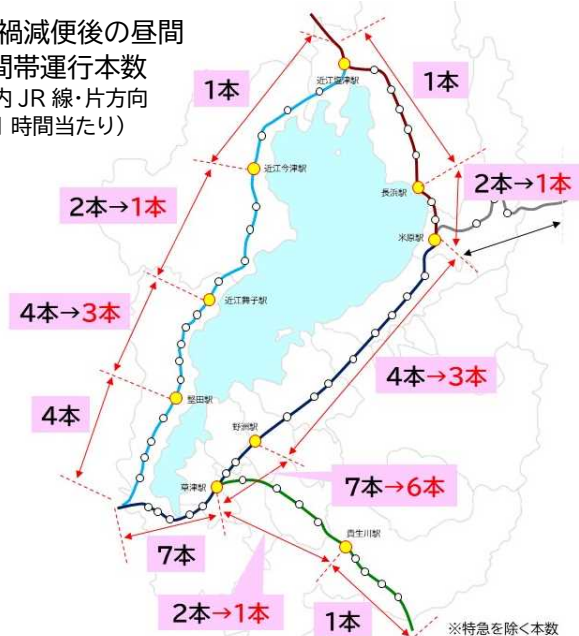 禍減便後の昼間
間帯運行本数
内 JR 線・片方向
時間当たり)
近江塩津駅
1本
1本
近江今津駅
長浜駅
2本→1本
2本→1本
米原駅
近江舞子駅
4本→3本
4本→3本
堅田駅
4本
野洲駅
草津駅
7本→6本
7本
貴生川駅
2本→1本
1本
※特急を除く本数